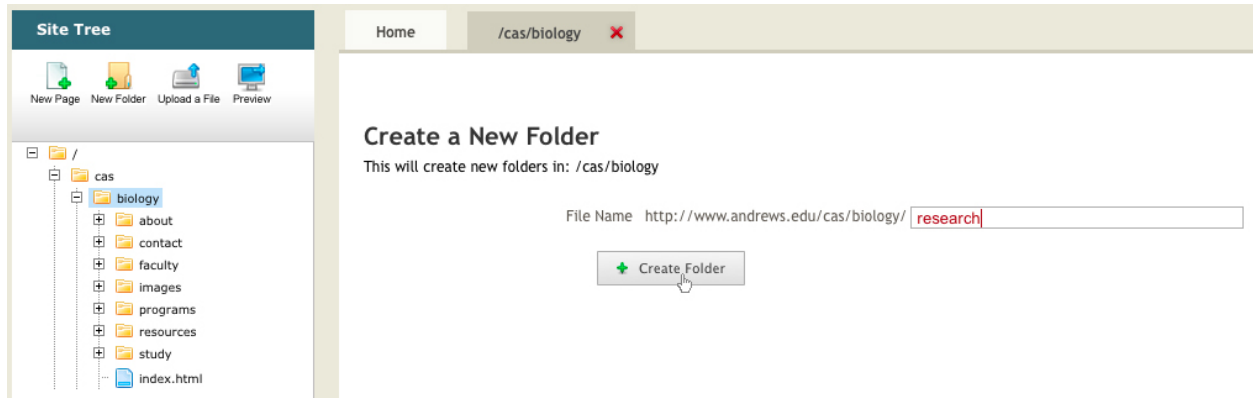 Site Tree
New Page New Folder Upload a File Preview
/
cas
biology
about
contact
faculty
images
programs
resources
study
index.html
Home /cas/biology
Create a New Folder
This will create new folders in: /cas/biology
File Name http://www.andrews.edu/cas/biology/ research
Create Folder